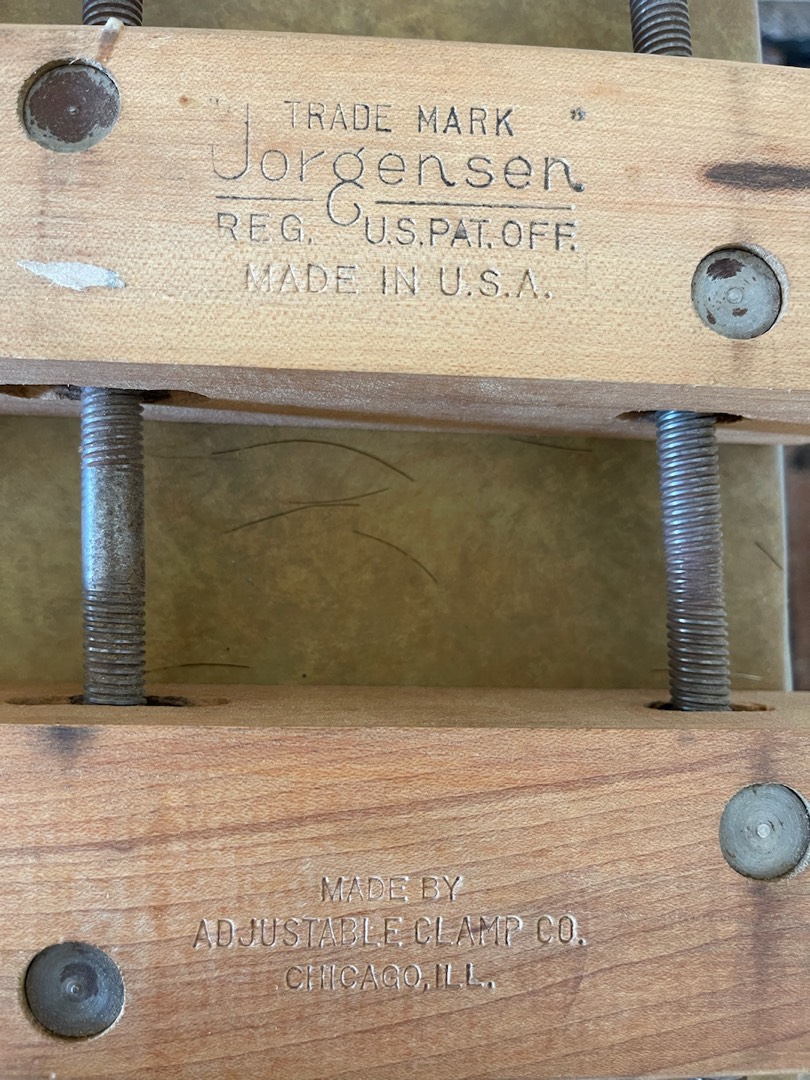 TRADE MARK
"Jorgensen"
REG. U.S.PAT.OFF.
MADE IN U.S.A.
MADE BY
ADJUSTABLE CLAMP CO.
CHICAGO, ILL.